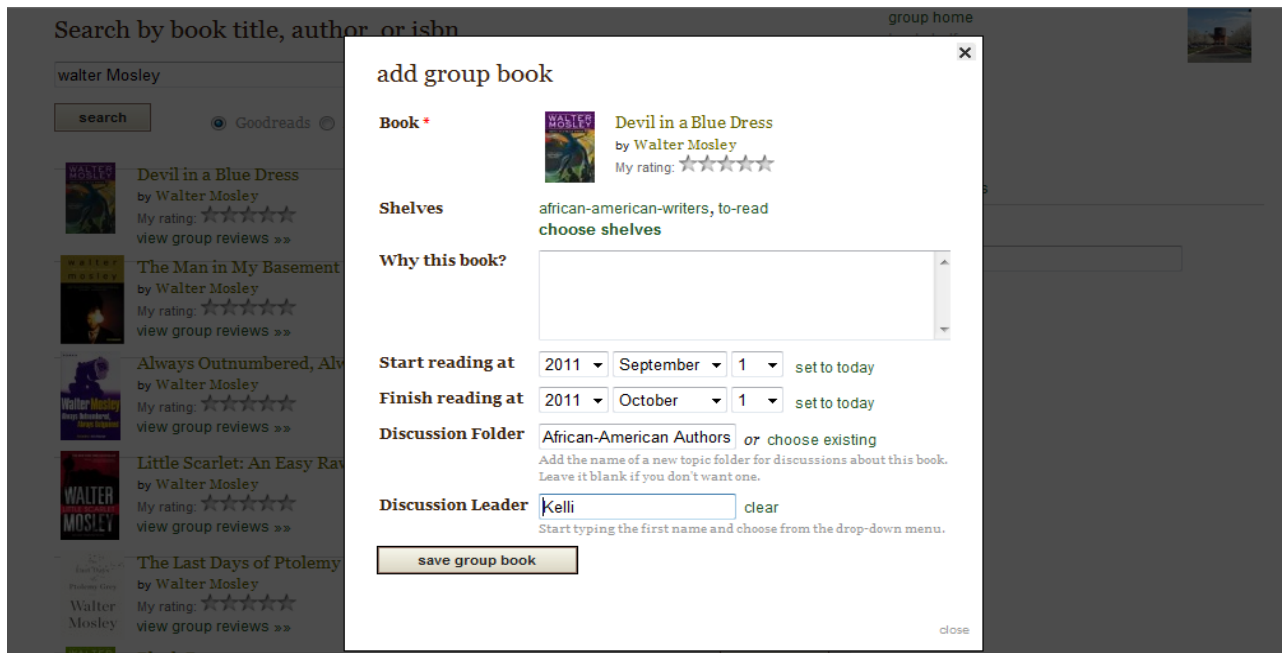 Search by book title, author, or isbn
group home
walter Mosley
search
Goodreads
Devil in a Blue Dress
by Walter Mosley
My rating:
view group reviews »»
The Man in My Basement
by Walter Mosley
My rating:
view group reviews »»
Always Outnumbered, Alw
by Walter Mosley
My rating:
view group reviews »»
Little Scarlet: An Easy Raw
by Walter Mosley
My rating:
view group reviews »»
The Last Days of Ptolemy
by Walter Mosley
My rating:
view group reviews »»
add group book
Book *
WALTER
MOSLEY
Devil in a Blue Dress
by Walter Mosley
My rating:
Shelves
african-american-writers, to-read
choose shelves
Why this book?
Start reading at 2011 September 1 set to today
Finish reading at 2011 October 1 set to today
Discussion Folder African-American Authors or choose existing
Add the name of a new topic folder for discussions about this book.
Leave it blank if you don't want one.
Discussion Leader Kelli clear
Start typing the first name and choose from the drop-down menu.
save group book
close